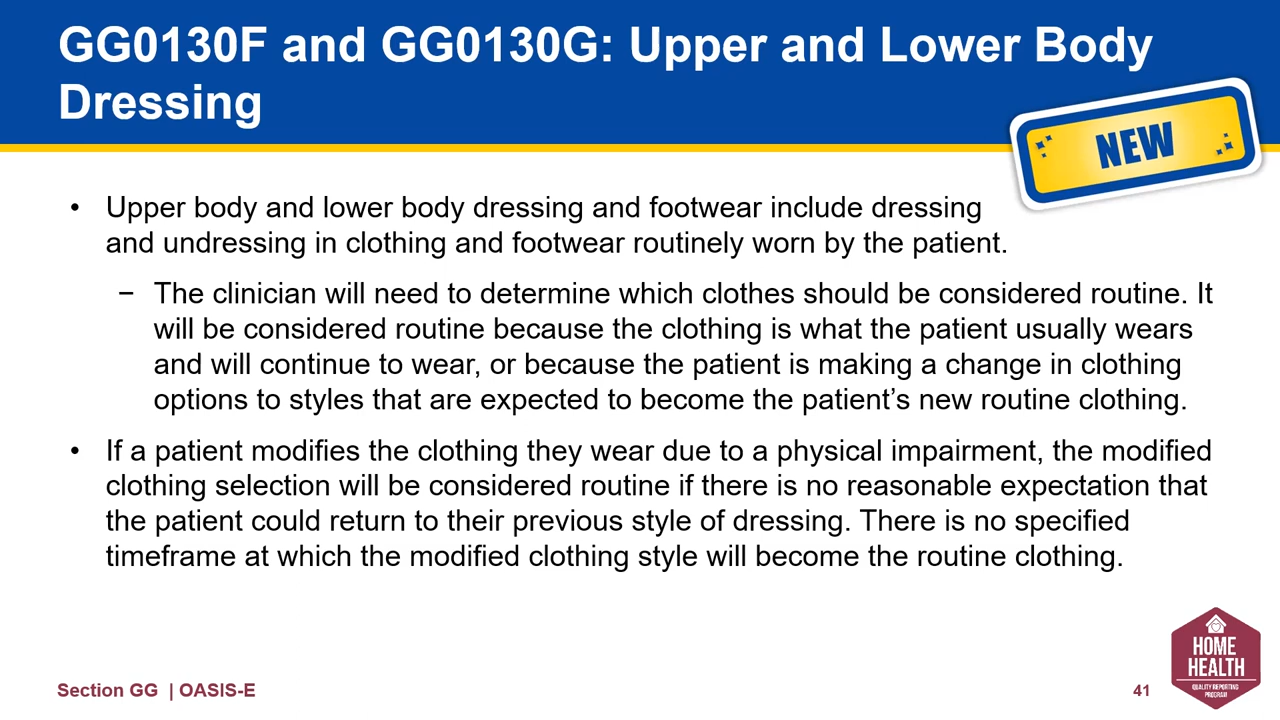 GG0130F and GG0130G: Upper and Lower Body
Dressing
NEW
• Upper body and lower body dressing and footwear include dressing
and undressing in clothing and footwear routinely worn by the patient.
− The clinician will need to determine which clothes should be considered routine. It
will be considered routine because the clothing is what the patient usually wears
and will continue to wear, or because the patient is making a change in clothing
options to styles that are expected to become the patient’s new routine clothing.
• If a patient modifies the clothing they wear due to a physical impairment, the modified
clothing selection will be considered routine if there is no reasonable expectation that
the patient could return to their previous style of dressing. There is no specified
timeframe at which the modified clothing style will become the routine clothing.
Section GG | OASIS-E
41
HOME
HEALTH
QUALITY REPORTING
PROGRAM